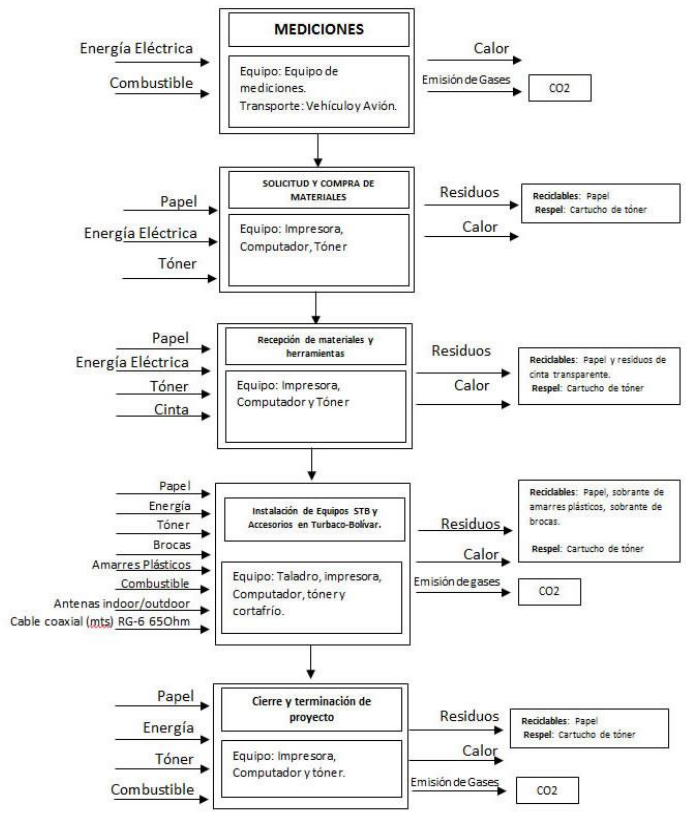 MEDICIONES
Energía Eléctrica
Combustible
Equipo: Equipo de
mediciones.
Transporte: Vehículo y Avión.
Calor
Emisión de Gases
CO2
SOLICITUD Y COMPRA DE
MATERIALES
Papel
Energía Eléctrica
Tóner
Equipo: Impresora,
Computador, Tóner
Residuos
Calor
Reciclables: Papel
Respel: Cartucho de tóner
Recepción de materiales y
herramientas
Papel
Energía Eléctrica
Tóner
Cinta
Equipo: Impresora,
Computador y Tóner
Residuos
Calor
Reciclables: Papel y residuos de
cinta transparente.
Respel: Cartucho de tóner
Papel
Energía
Tóner
Brocas
Amarres Plásticos
Combustible
Antenas indoor/outdoor
Cable coaxial (mts) RG-6 65Ohm
Instalación de Equipos STB y
Accesorios en Turbaco-Bolívar.
Equipo: Taladro, impresora,
Computador, tóner y
cortafrío.
Residuos
Calor
Emisión de gases
Reciclables: Papel, sobrante de
amarres plásticos, sobrante de
brocas.
Respel: Cartucho de tóner
CO2
Papel
Energía
Tóner
Combustible
Cierre y terminación de
proyecto
Equipo: Impresora,
Computador y tóner.
Residuos
Calor
Emisión de Gases
Reciclables: Papel
Respel: Cartucho de tóner
CO2